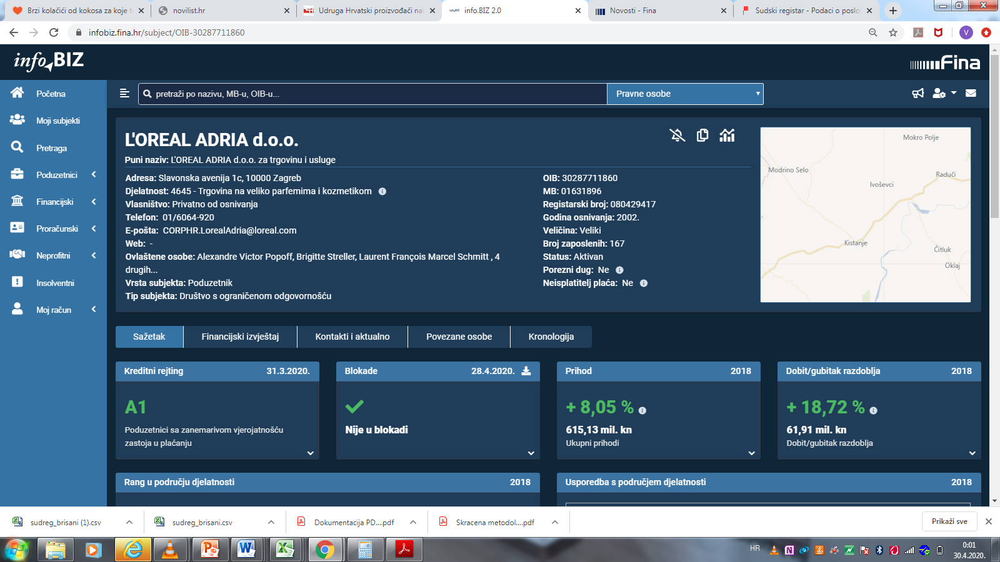 Brzi kolačići od kokosa za koje
novilist.hr
Udruga Hrvatski proizvođači
info.BIZ 2.0
Novosti - Fina
Sudski registar - Podaci o
infobiz.fina.hr/subject/OIB-30287711860
V
info BIZ
Fina
Početna
Moji subjekti
Pretraga
Poduzetnici
Financijski
Proračunski
Neprofitni
Insolventni
Moj račun
pretraži po nazivu, MB-u, OIB-u...
Pravne osobe
L'OREAL ADRIA d.o.o.
Puni naziv: L'OREAL ADRIA d.o.o. za trgovinu i usluge
Adresa: Slavonska avenija 1c, 10000 Zagreb
Djelatnost: 4645 - Trgovina na veliko parfemima i kozmetikom
Vlasništvo: Privatno od osnivanja
Telefon: 01/6064-920
E-pošta: CORPHR.LorealAdria@loreal.com
Web: -
Ovlaštene osobe: Alexandre Victor Popoff, Brigitte Streller, Laurent François Marcel Schmitt , 4
drugih...
Vrsta subjekta: Poduzetnik
Tip subjekta: Društvo s ograničenom odgovornošću
OIB: 30287711860
MB: 01631896
Registarski broj: 080429417
Godina osnivanja: 2002.
Veličina: Veliki
Broj zaposlenih: 167
Status: Aktivan
Porezni dug: Ne
Neisplatitelj plaća: Ne
Mokro Polje
Modrino Selo
Raduči
Ivoševci
Kistanje
Čitluk
Oklaj
Sažetak
Financijski izvještaj
Kontakti i aktualno
Povezane osobe
Kronologija
Kreditni rejting 31.3.2020.
A1
Poduzetnici sa zanemarivom vjerojatnošću
zastoja u plaćanju
Blokade 28.4.2020.
Nije u blokadi
Prihod 2018
+ 8,05 %
615,13 mil. kn
Ukupni prihodi
Dobit/gubitak razdoblja 2018
+ 18,72 %
61,91 mil. kn
Dobit/gubitak razdoblja
Rang u području djelatnosti 2018
Usporedba s područjem djelatnosti 2018
sudreg_brisani (1).csv
sudreg_brisani.csv
Dokumentacija PD....pdf
Skracena metodol....pdf
Prikaži sve
HR
0:01
30.4.2020.